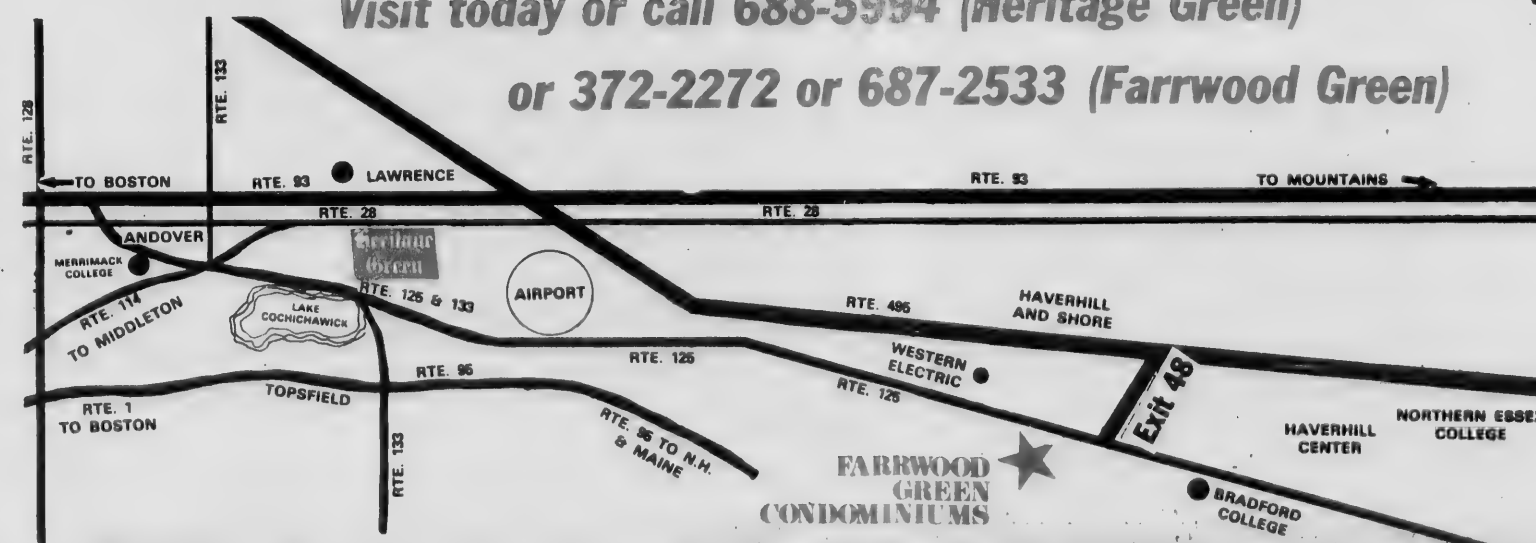 Visit today or call 688-5994 (Heritage Green)
or 372-2272 or 687-2533 (Farrwood Green)
RTE. 128
RTE. 133
TO BOSTON
RTE. 93
LAWRENCE
RTE. 93
TO MOUNTAINS
RTE. 28
RTE. 28
ANDOVER
MERRIMACK
COLLEGE
Heritage
Green
RTE. 114
TO MIDDLETON
LAKE
COCHICHAWICK
RTE. 125 & 133
AIRPORT
RTE. 495
HAVERHILL
AND SHORE
RTE. 125
WESTERN
ELECTRIC
RTE. 125
Exit 48
RTE. 1
TO BOSTON
TOPSFIELD
RTE. 95
RTE. 133
RTE. 95 TO N.H.
& MAINE
FARRWOOD
GREEN
CONDOMINIUMS
HAVERHILL
CENTER
NORTHERN ESSE
COLLEGE
BRADFORD
COLLEGE